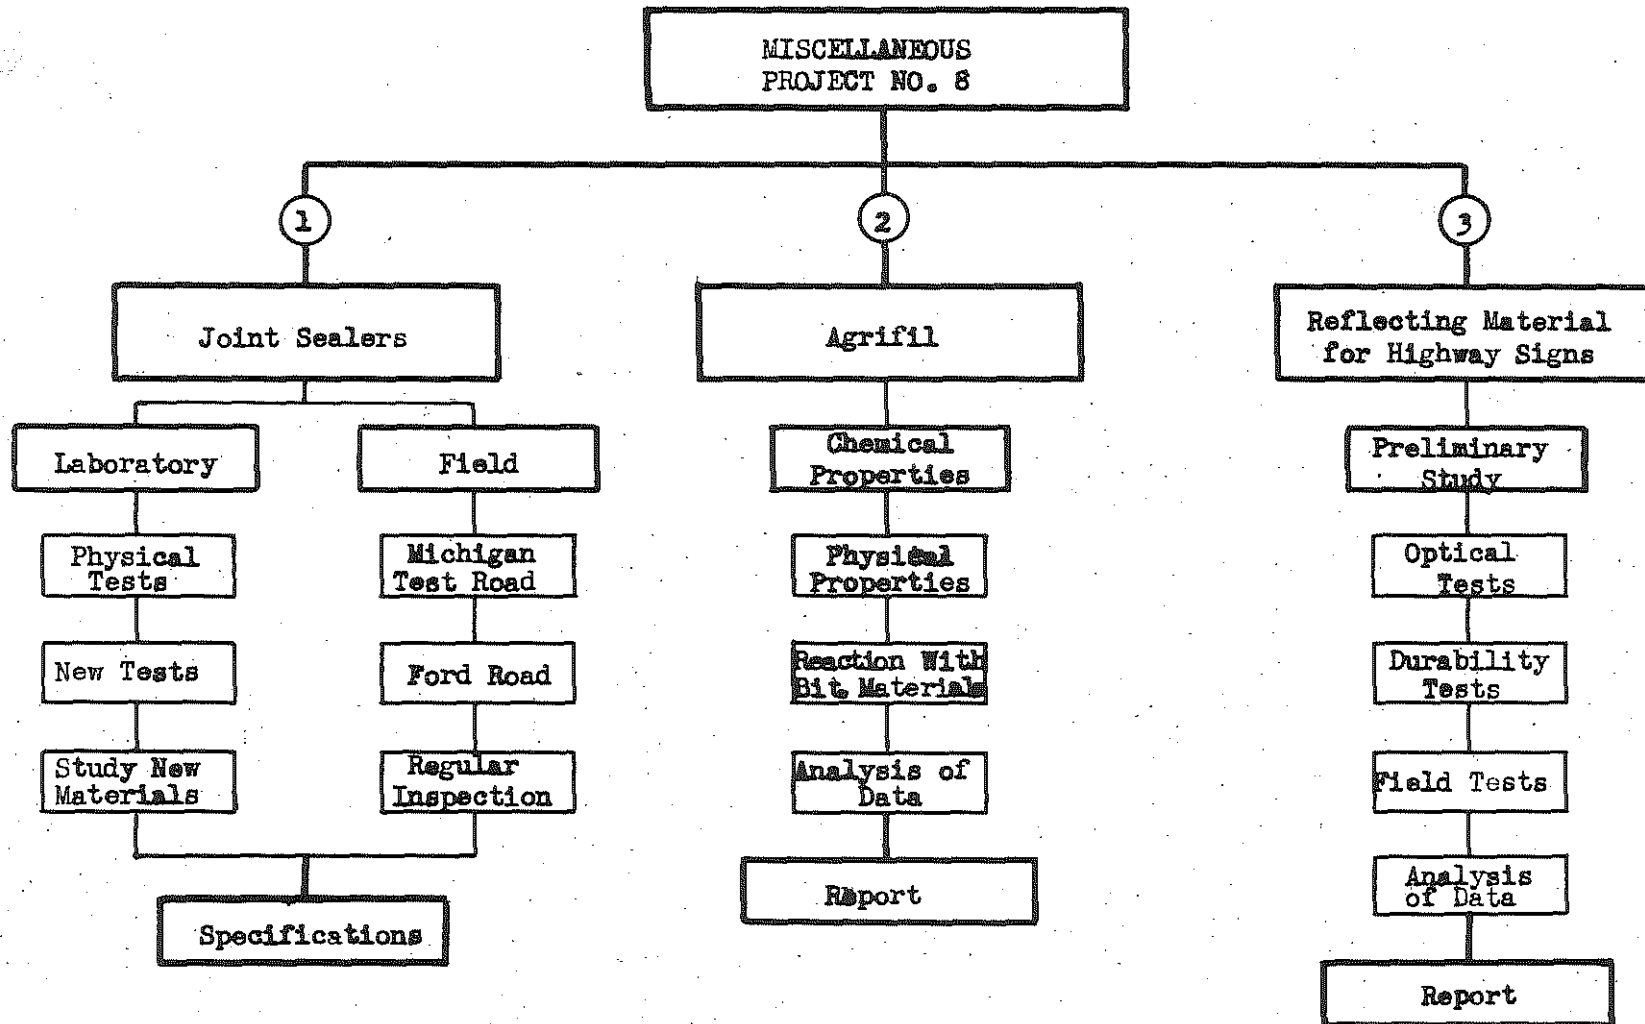 MISCELLANEOUS
PROJECT NO. 8
1
2
3
Joint Sealers
Agrifil
Reflecting Material
for Highway Signs
Laboratory
Field
Chemical
Properties
Preliminary
Study
Physical
Tests
Michigan
Test Road
Physical
Properties
Optical
Tests
New Tests
Ford Road
Reaction With
Bit. Materials
Durability
Tests
Study New
Materials
Regular
Inspection
Analysis of
Data
Field Tests
Specifications
Report
Analysis
of Data
Report